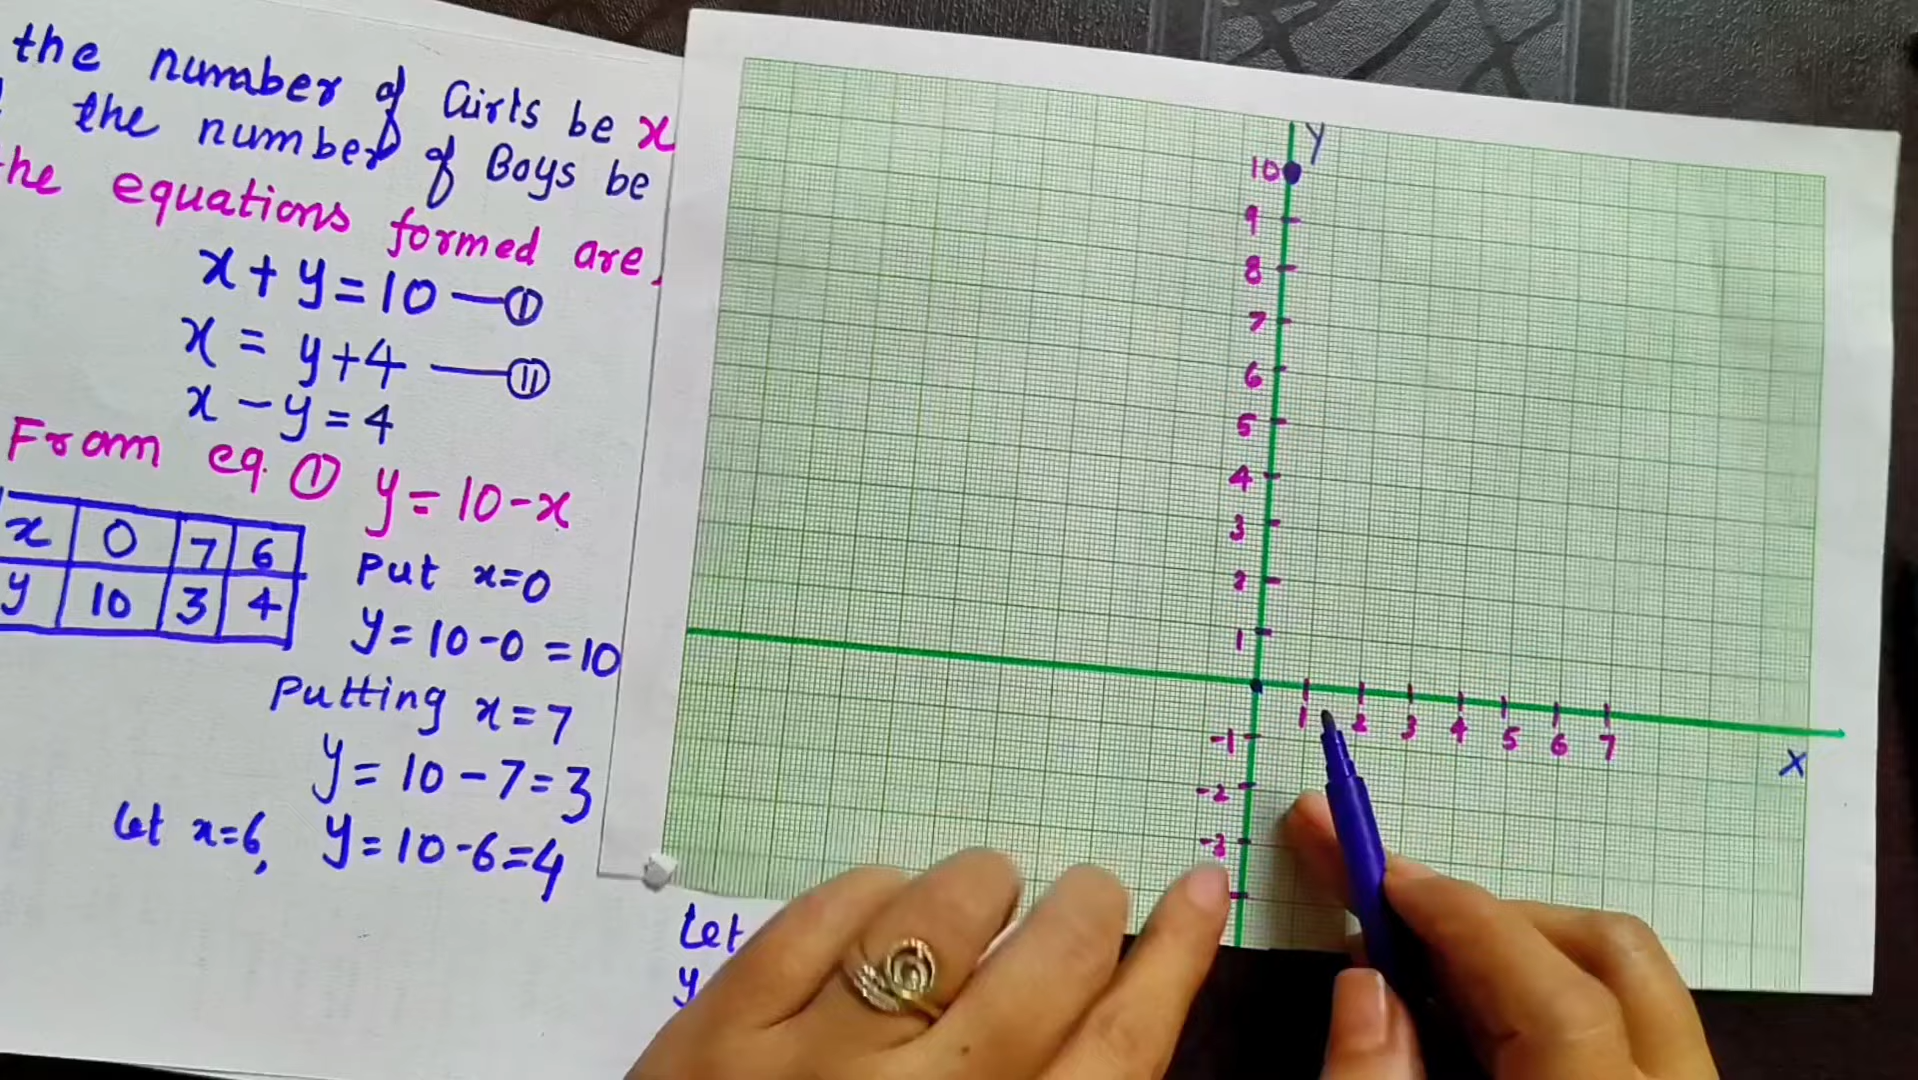 the number of Girls be x
the number of Boys be
the equations formed are,
x + y = 10 — (I)
x = y + 4 — (II)
x - y = 4
From eq. (I) y = 10 - x
x 0 7 6
y 10 3 4
Put x=0
y = 10 - 0 = 10
Putting x = 7
y = 10 - 7 = 3
Let x=6, y = 10 - 6 = 4
Let
y
Y
10
9
8
7
6
5
4
3
2
1
1 2 3 4 5 6 7
X
-1
-2
-3